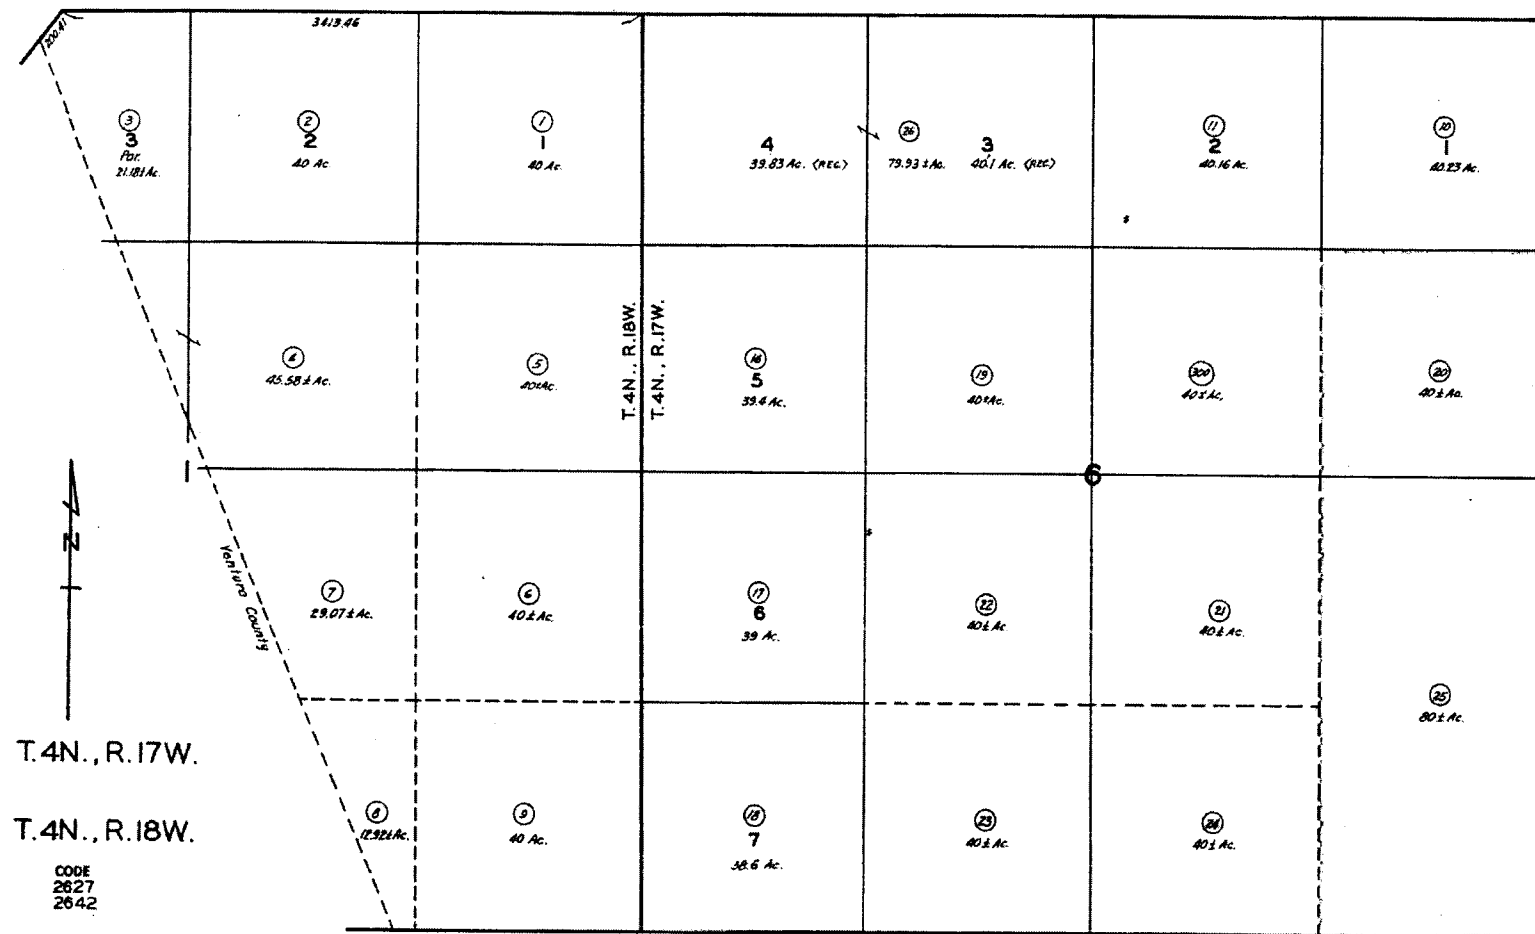 200.41
3413.46
3
3
Por.
21.18±Ac.
2
2
40 Ac
1
1
40 Ac.
4
39.83 Ac. (REC.)
26
79.93±Ac.
3
40.1 Ac. (REC)
11
2
40.16 Ac.
10
1
40.23 Ac.
4
45.58±Ac.
5
40±Ac.
T.4N., R.18W.
T.4N., R.17W.
16
5
39.4 Ac.
19
40±Ac.
300
40±Ac.
20
40±Ac.
1
6
N
Ventura County
7
29.07±Ac.
6
40±Ac.
17
6
39 Ac.
22
40±Ac.
21
40±Ac.
25
80±Ac.
T.4N., R.17W.
T.4N., R.18W.
8
12.92±Ac.
9
40 Ac.
18
7
38.6 Ac.
23
40±Ac.
24
40±Ac.
CODE
2627
2642